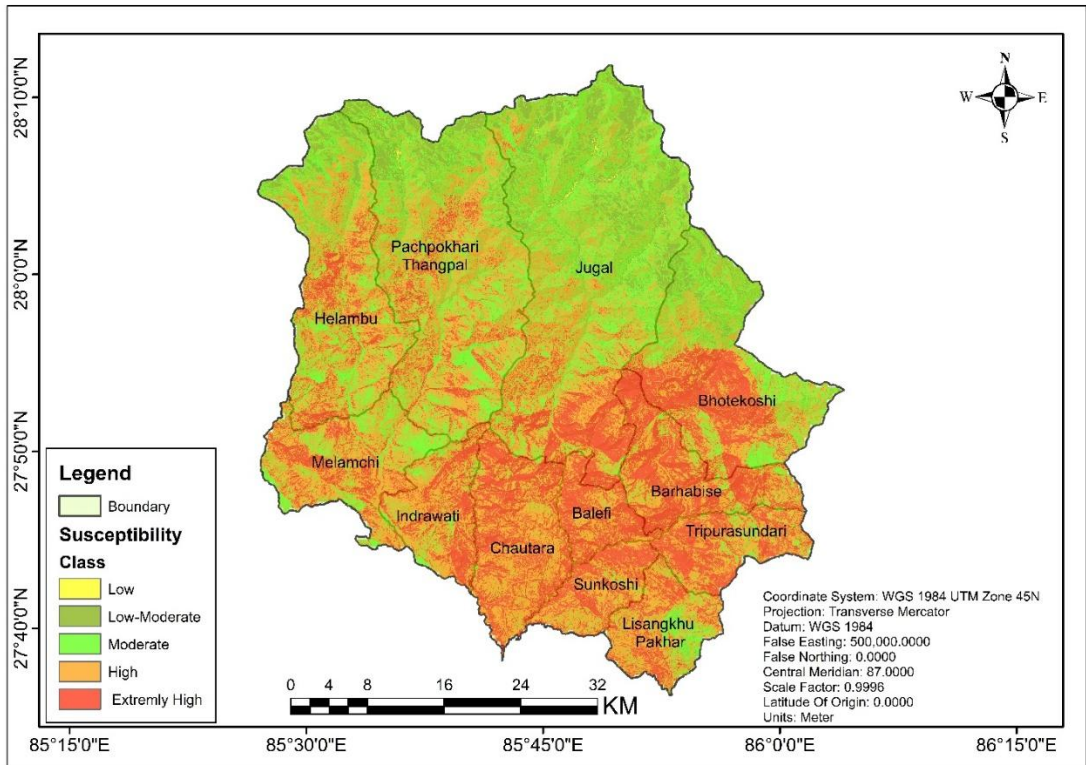 N
W E
S
28°10'0"N
28°0'0"N
27°50'0"N
27°40'0"N
Pachpokhari
Thangpal
Jugal
Helambu
Bhotekoshi
Melamchi
Barhabise
Indrawati
Balefi
Tripurasundari
Chautara
Sunkoshi
Lisangkhu
Pakhar
Legend
Boundary
Susceptibility
Class
Low
Low-Moderate
Moderate
High
Extremly High
Coordinate System: WGS 1984 UTM Zone 45N
Projection: Transverse Mercator
Datum: WGS 1984
False Easting: 500,000.0000
False Northing: 0.0000
Central Meridian: 87.0000
Scale Factor: 0.9996
Latitude Of Origin: 0.0000
Units: Meter
0 4 8 16 24 32
KM
85°15'0"E 85°30'0"E 85°45'0"E 86°0'0"E 86°15'0"E